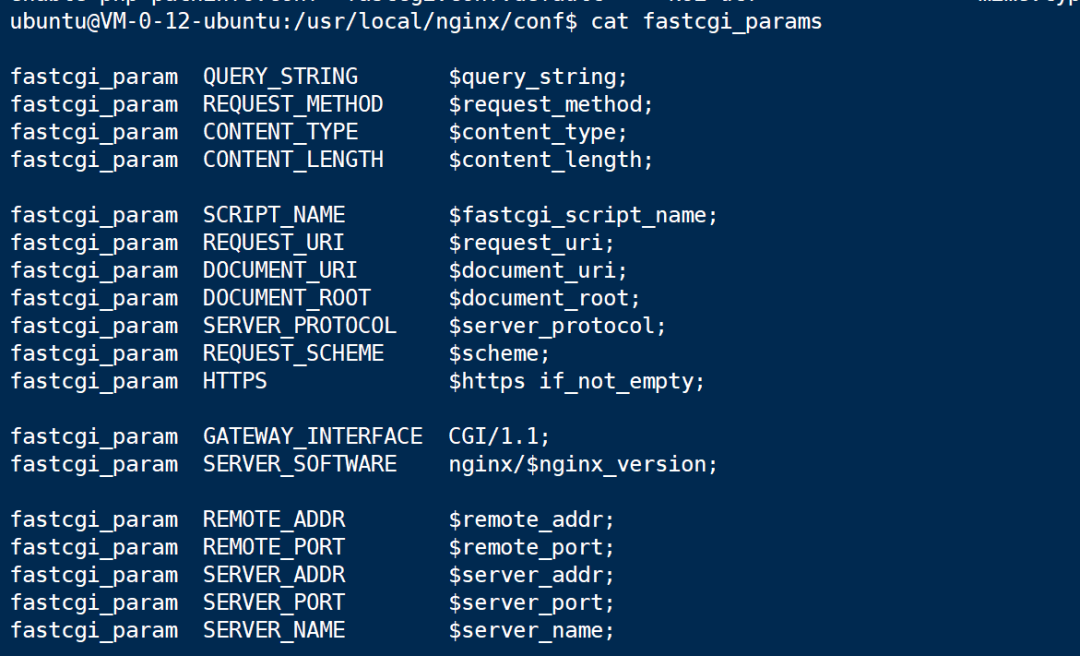 ubuntu@VM-0-12-ubuntu:/usr/local/nginx/conf$ cat fastcgi_params
fastcgi_param  QUERY_STRING       $query_string;
fastcgi_param  REQUEST_METHOD     $request_method;
fastcgi_param  CONTENT_TYPE       $content_type;
fastcgi_param  CONTENT_LENGTH     $content_length;
fastcgi_param  SCRIPT_NAME        $fastcgi_script_name;
fastcgi_param  REQUEST_URI        $request_uri;
fastcgi_param  DOCUMENT_URI       $document_uri;
fastcgi_param  DOCUMENT_ROOT      $document_root;
fastcgi_param  SERVER_PROTOCOL    $server_protocol;
fastcgi_param  REQUEST_SCHEME     $scheme;
fastcgi_param  HTTPS              $https if_not_empty;
fastcgi_param  GATEWAY_INTERFACE  CGI/1.1;
fastcgi_param  SERVER_SOFTWARE    nginx/$nginx_version;
fastcgi_param  REMOTE_ADDR        $remote_addr;
fastcgi_param  REMOTE_PORT        $remote_port;
fastcgi_param  SERVER_ADDR        $server_addr;
fastcgi_param  SERVER_PORT        $server_port;
fastcgi_param  SERVER_NAME        $server_name;